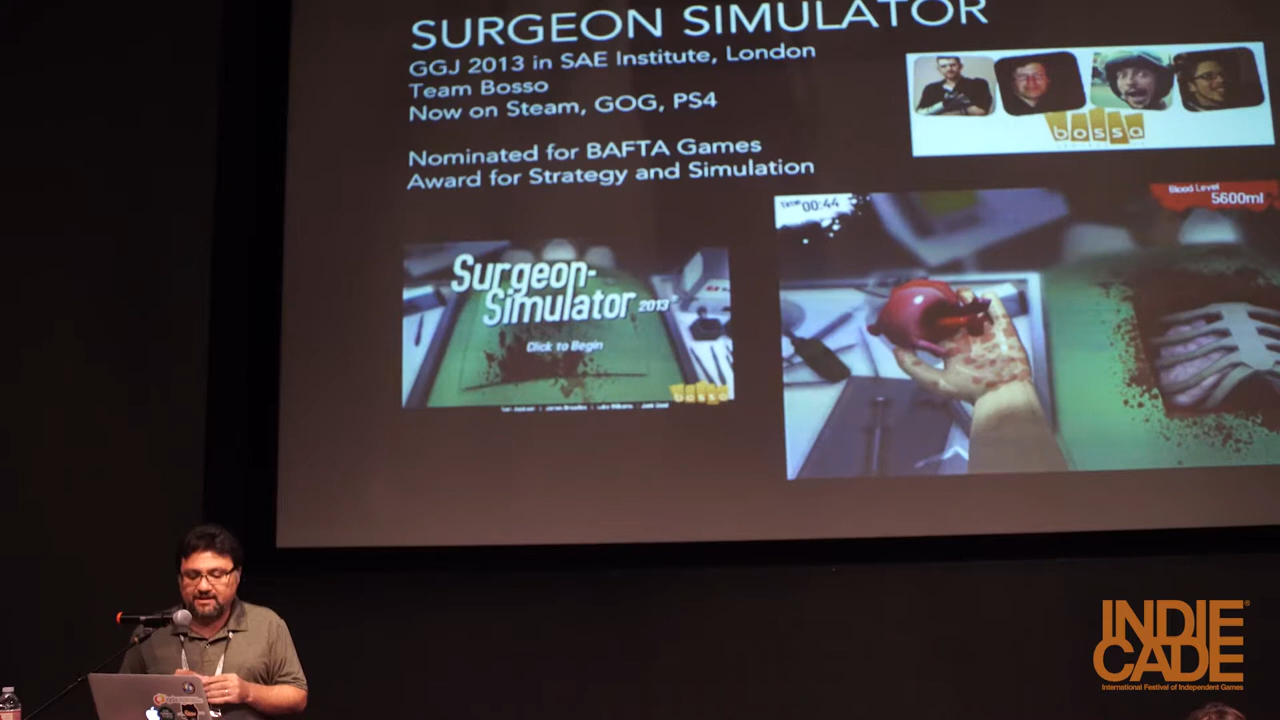 SURGEON SIMULATOR
GGJ 2013 in SAE Institute, London
Team Bosso
Now on Steam, GOG, PS4
Nominated for BAFTA Games
Award for Strategy and Simulation
bossa
Surgeon-
Simulator 2013
Click to Begin
bossa
00:44
Blood Level
5600ml
INDIE
CADE
International Festival of Independent Games